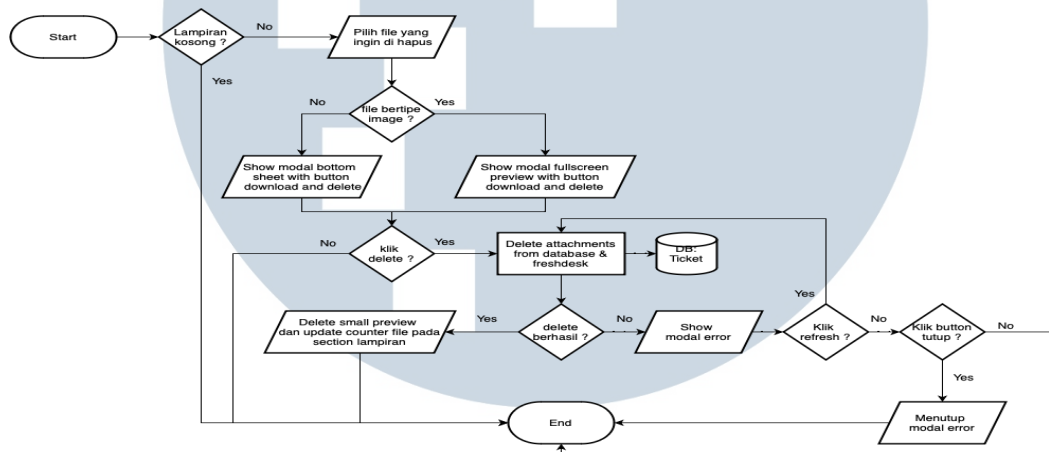 Start
Lampiran
kosong ?
No
Pilih file yang
ingin di hapus
Yes
file bertipe
image ?
No
Yes
Show modal bottom
sheet with button
download and delete
Show modal fullscreen
preview with button
download and delete
klik
delete ?
No
Yes
Delete attachments
from database &
freshdesk
DB:
Ticket
Delete small preview
dan update counter file pada
section lampiran
Yes
delete
berhasil ?
No
Show
modal error
Yes
Klik
refresh ?
No
Klik button
tutup ?
No
Yes
Menutup
modal error
End